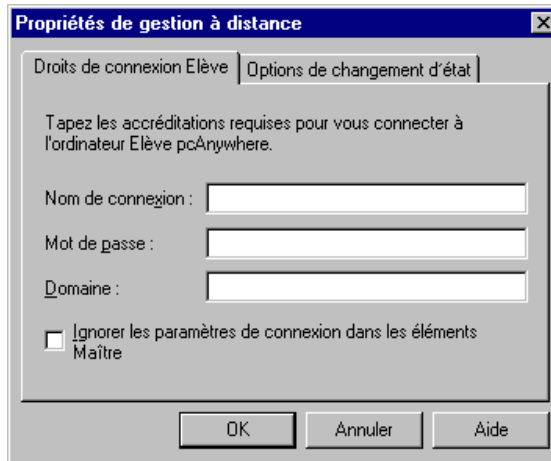 Propriétés de gestion à distance
Droits de connexion Elève
Options de changement d'état
Tapez les accréditations requises pour vous connecter à
l'ordinateur Elève pcAnywhere.
Nom de connexion :
Mot de passe :
Domaine :
Ignorer les paramètres de connexion dans les éléments
Maître
OK
Annuler
Aide